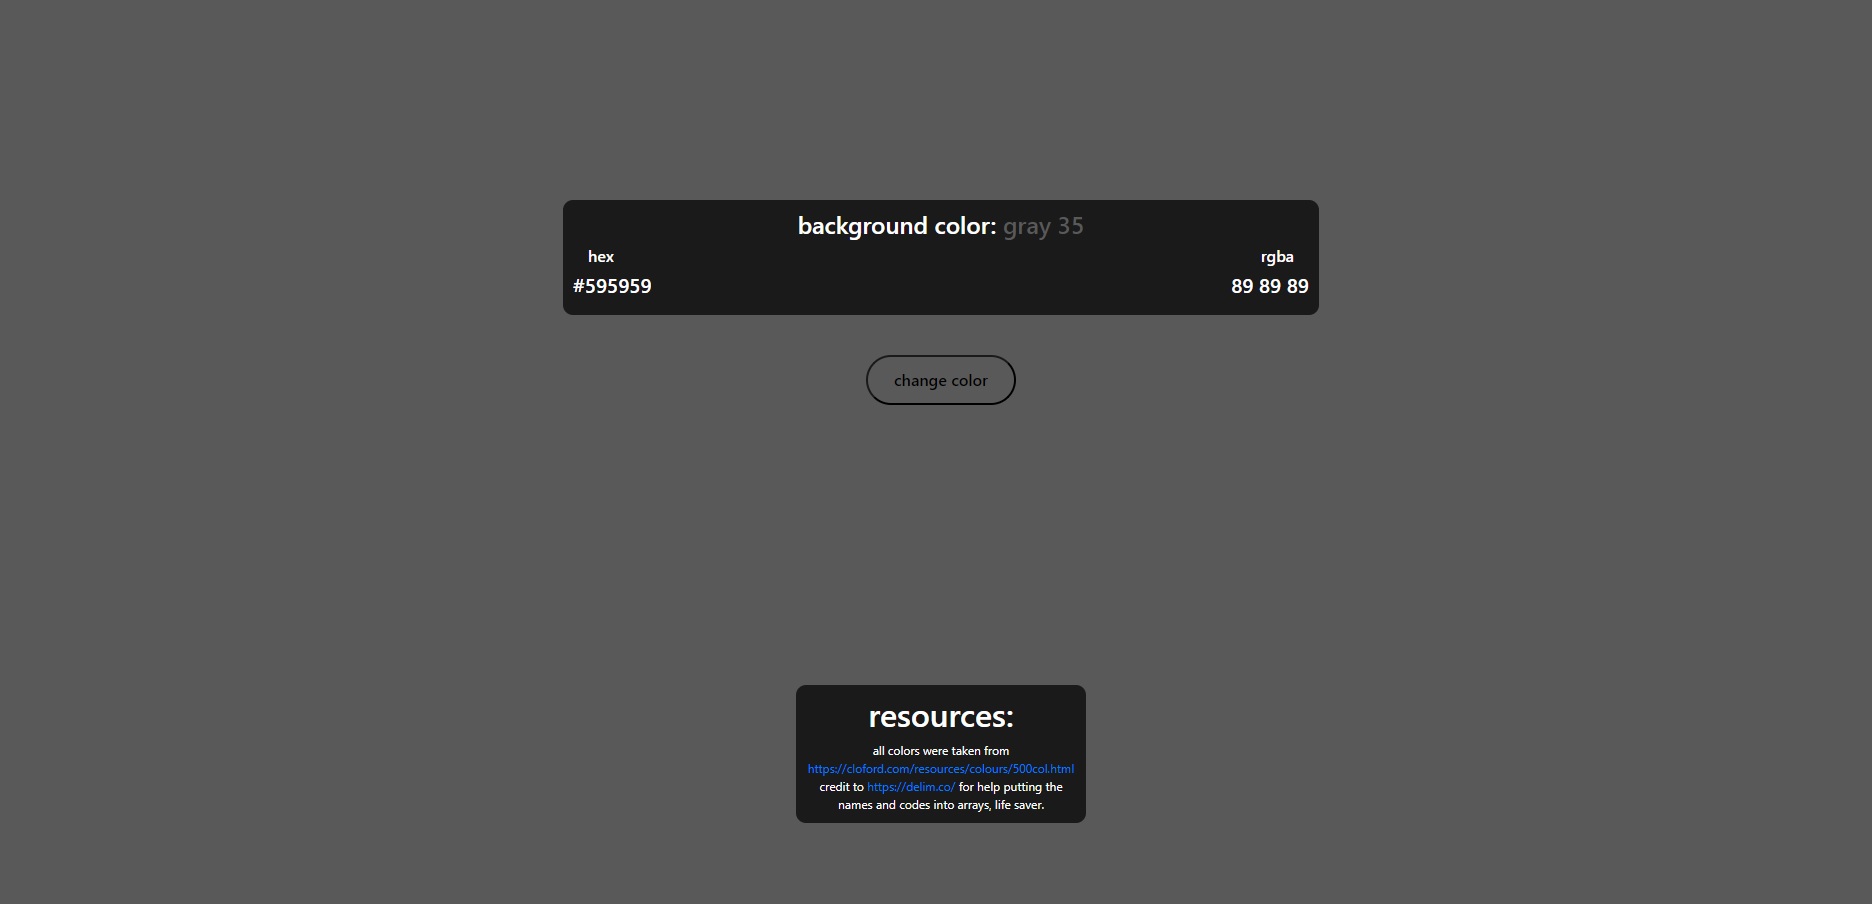 background color: gray 35
hex rgba
#595959 89 89 89
change color
resources:
all colors were taken from
https://cloford.com/resources/colours/500col.html
credit to https://delim.co/ for help putting the
names and codes into arrays, life saver.